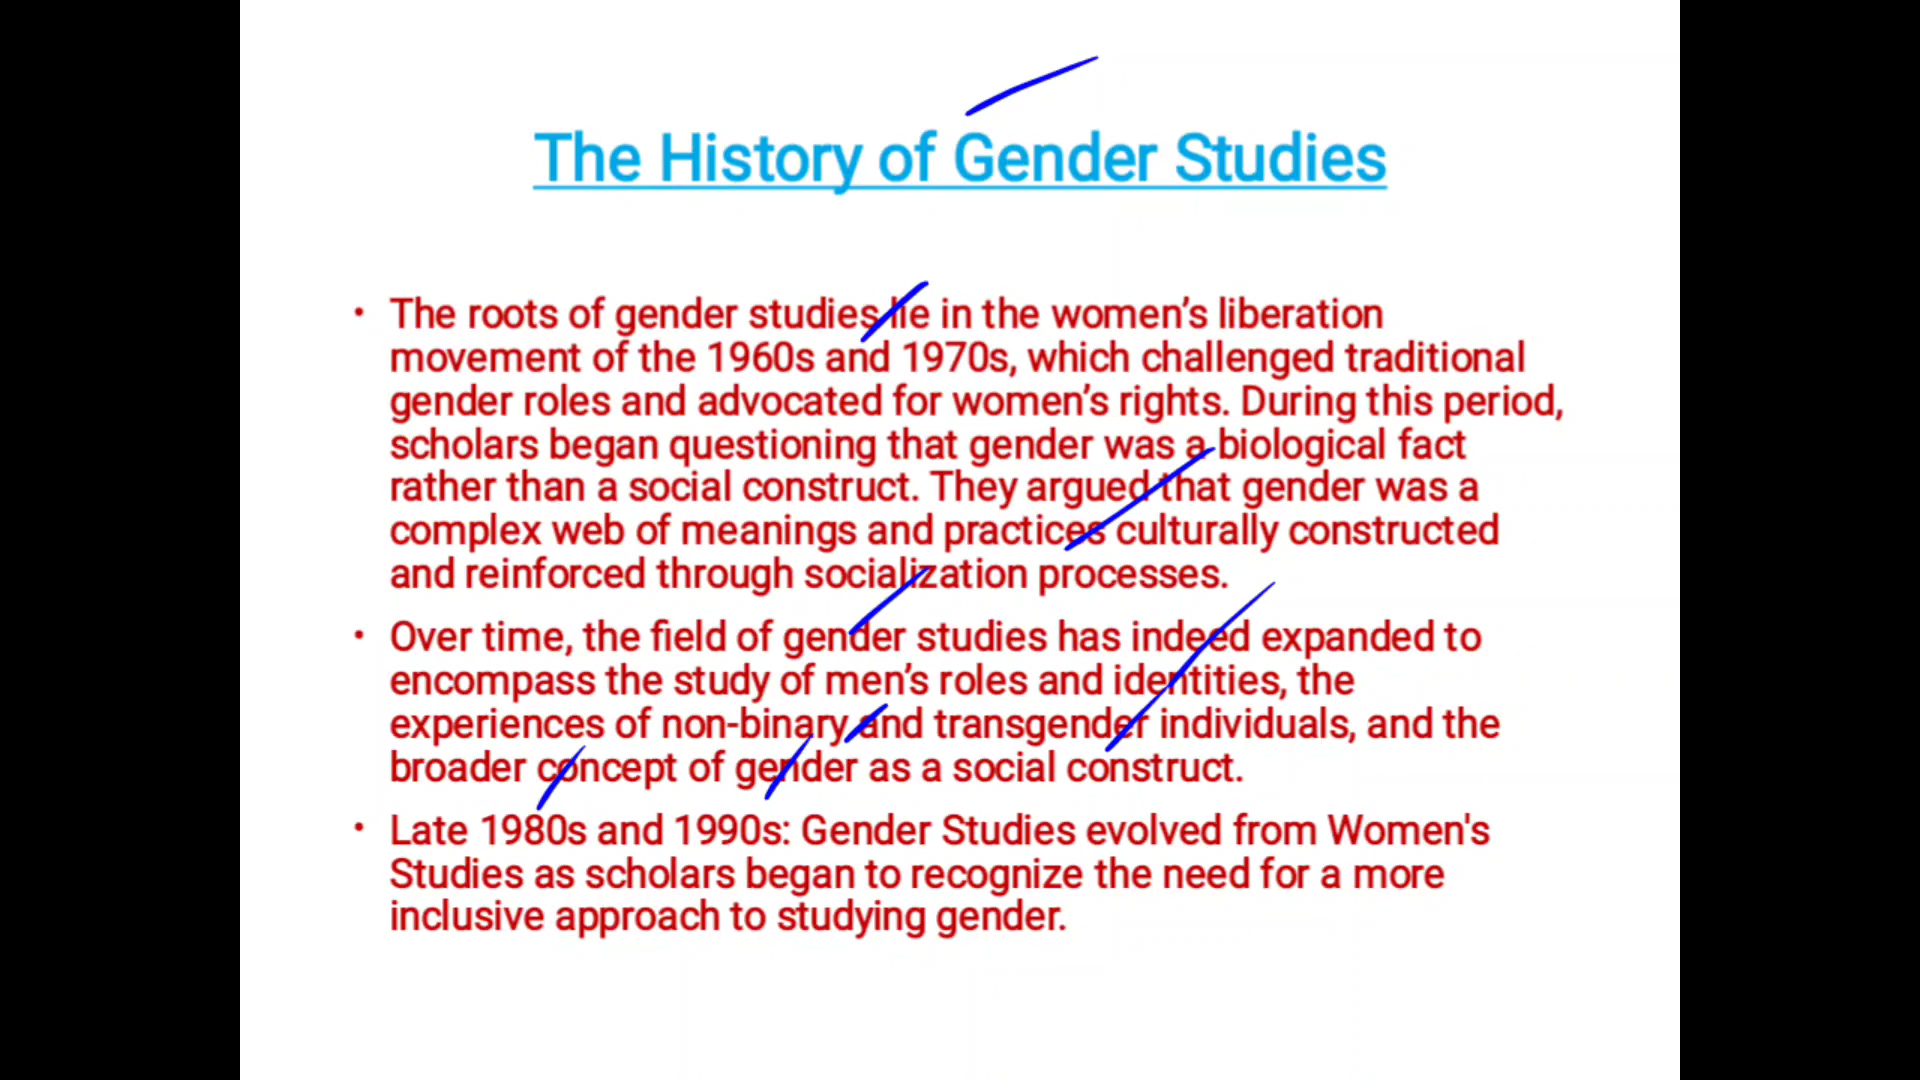 The History of Gender Studies
• The roots of gender studies lie in the women’s liberation
movement of the 1960s and 1970s, which challenged traditional
gender roles and advocated for women’s rights. During this period,
scholars began questioning that gender was a biological fact
rather than a social construct. They argued that gender was a
complex web of meanings and practices culturally constructed
and reinforced through socialization processes.
• Over time, the field of gender studies has indeed expanded to
encompass the study of men’s roles and identities, the
experiences of non-binary and transgender individuals, and the
broader concept of gender as a social construct.
• Late 1980s and 1990s: Gender Studies evolved from Women's
Studies as scholars began to recognize the need for a more
inclusive approach to studying gender.